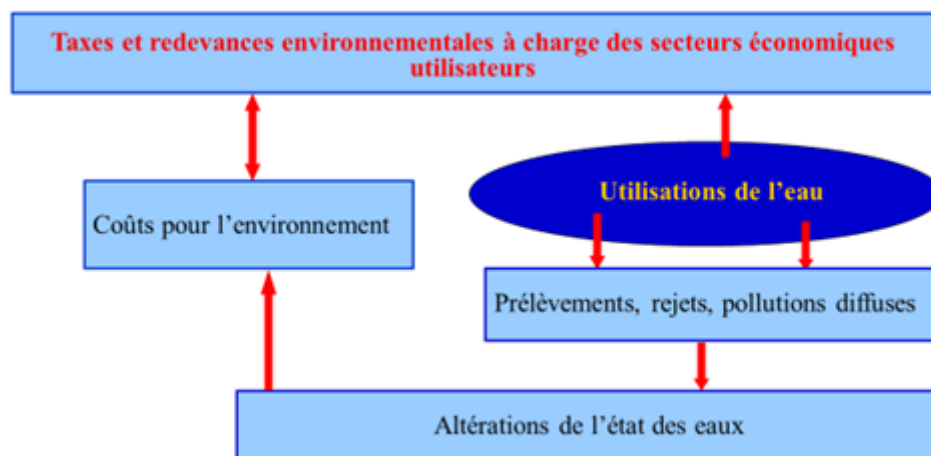 Taxes et redevances environnementales à charge des secteurs économiques
utilisateurs
Utilisations de l’eau
Coûts pour l’environnement
Prélèvements, rejets, pollutions diffuses
Altérations de l’état des eaux